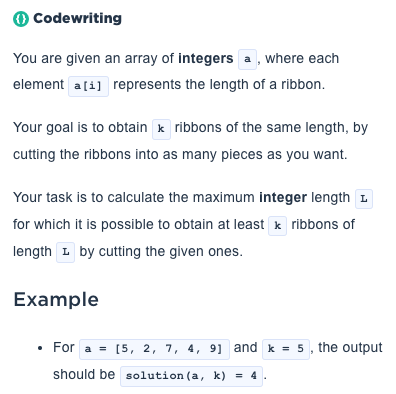 Codewriting
You are given an array of integers a, where each
element a[i] represents the length of a ribbon.
Your goal is to obtain k ribbons of the same length, by
cutting the ribbons into as many pieces as you want.
Your task is to calculate the maximum integer length L
for which it is possible to obtain at least k ribbons of
length L by cutting the given ones.
Example
• For a = [5, 2, 7, 4, 9] and k = 5, the output
should be solution(a, k) = 4.